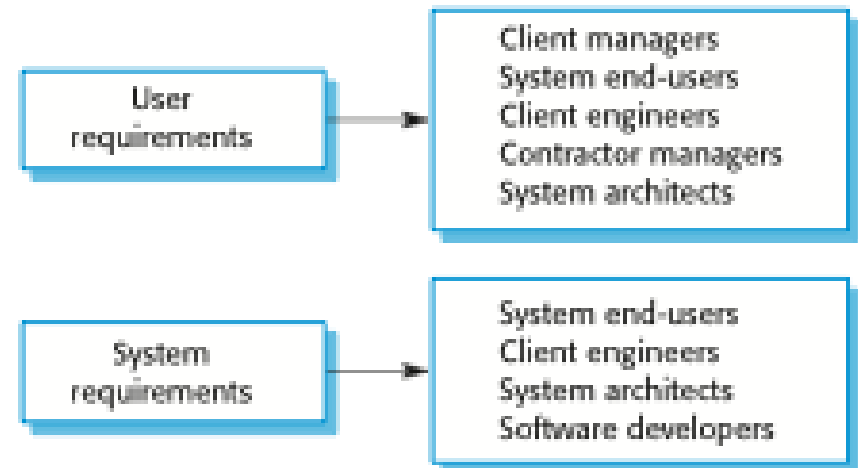 User
requirements
Client managers
System end-users
Client engineers
Contractor managers
System architects
System
requirements
System end-users
Client engineers
System architects
Software developers